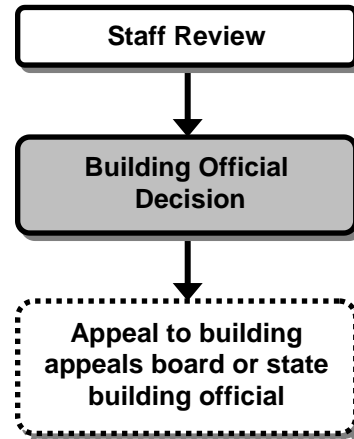 Staff Review
Building Official
Decision
Appeal to building
appeals board or state
building official